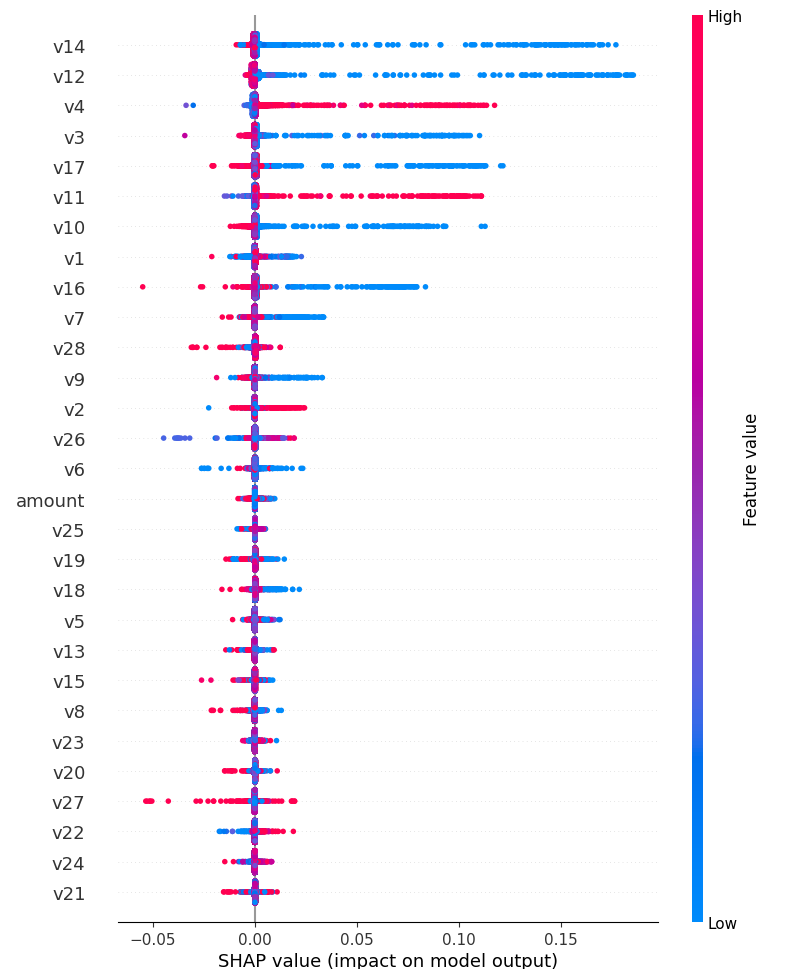 High
v14
v12
v4
v3
v17
v11
v10
v1
v16
v7
v28
v9
v2
v26
v6
amount
v25
v19
v18
v5
v13
v15
v8
v23
v20
v27
v22
v24
v21
Feature value
Low
−0.05 0.00 0.05 0.10 0.15
SHAP value (impact on model output)